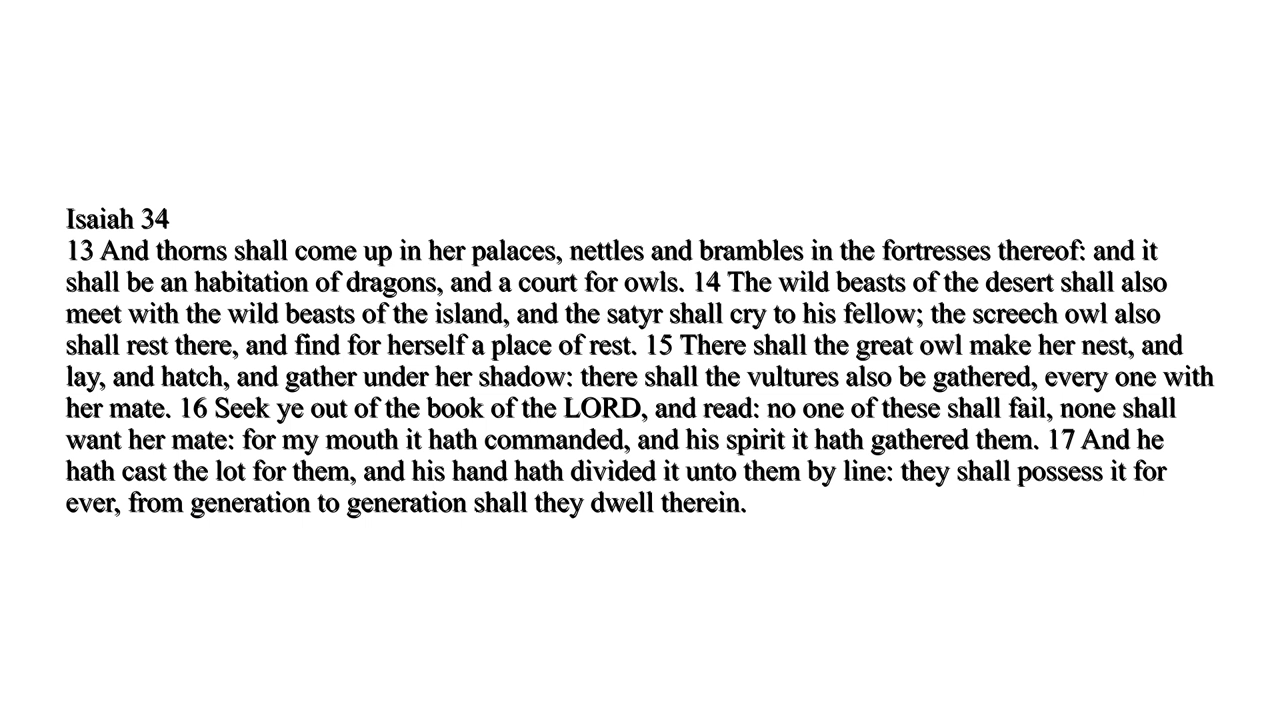 Isaiah 34
13 And thorns shall come up in her palaces, nettles and brambles in the fortresses thereof: and it
shall be an habitation of dragons, and a court for owls. 14 The wild beasts of the desert shall also
meet with the wild beasts of the island, and the satyr shall cry to his fellow; the screech owl also
shall rest there, and find for herself a place of rest. 15 There shall the great owl make her nest, and
lay, and hatch, and gather under her shadow: there shall the vultures also be gathered, every one with
her mate. 16 Seek ye out of the book of the LORD, and read: no one of these shall fail, none shall
want her mate: for my mouth it hath commanded, and his spirit it hath gathered them. 17 And he
hath cast the lot for them, and his hand hath divided it unto them by line: they shall possess it for
ever, from generation to generation shall they dwell therein.